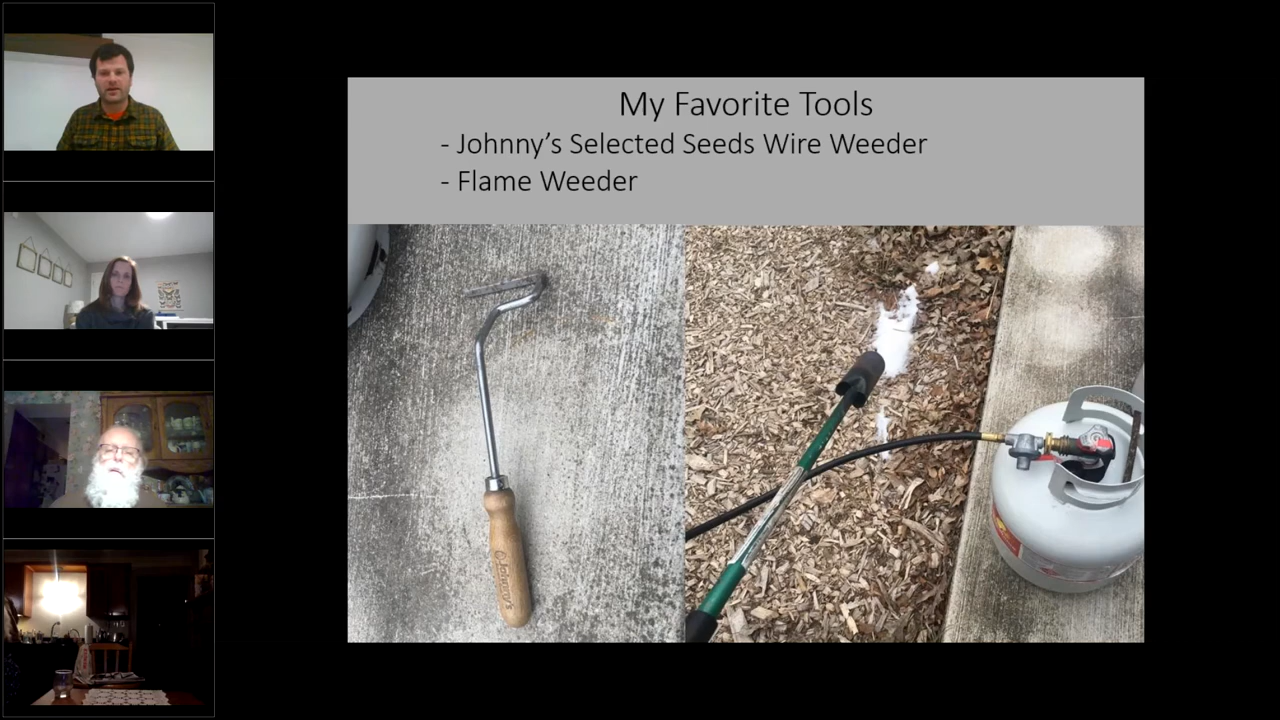 My Favorite Tools
- Johnny’s Selected Seeds Wire Weeder
- Flame Weeder
Johnny's